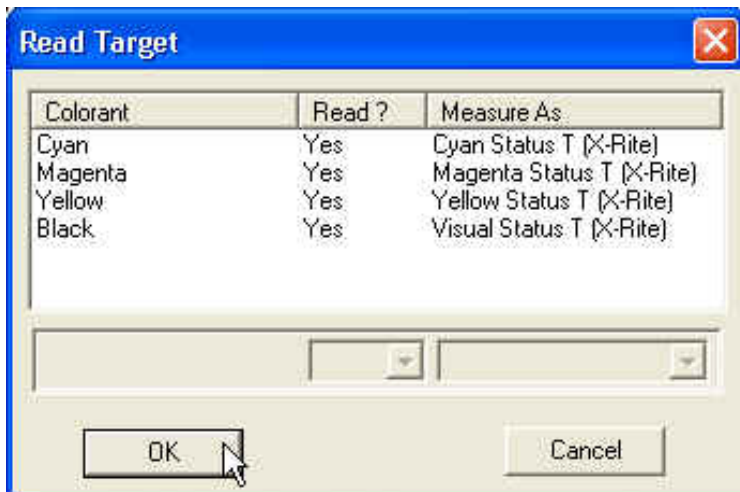 Read Target
Colorant Read ? Measure As
Cyan Yes Cyan Status T (X-Rite)
Magenta Yes Magenta Status T (X-Rite)
Yellow Yes Yellow Status T (X-Rite)
Black Yes Visual Status T (X-Rite)
OK Cancel